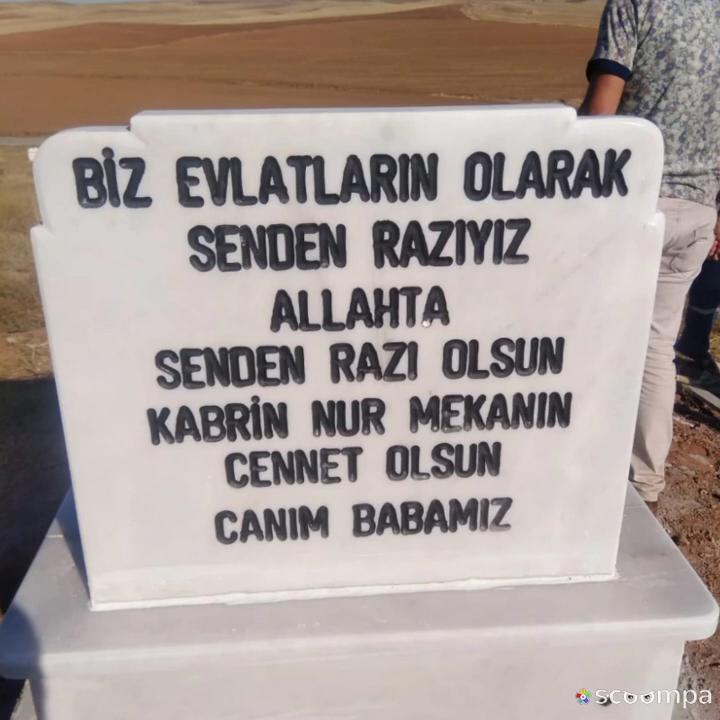 BİZ EVLATLARIN OLARAK
SENDEN RAZIYIZ
ALLAHTA
SENDEN RAZI OLSUN
KABRİN NUR MEKANIN
CENNET OLSUN
CANIM BABAMIZ
scoompa